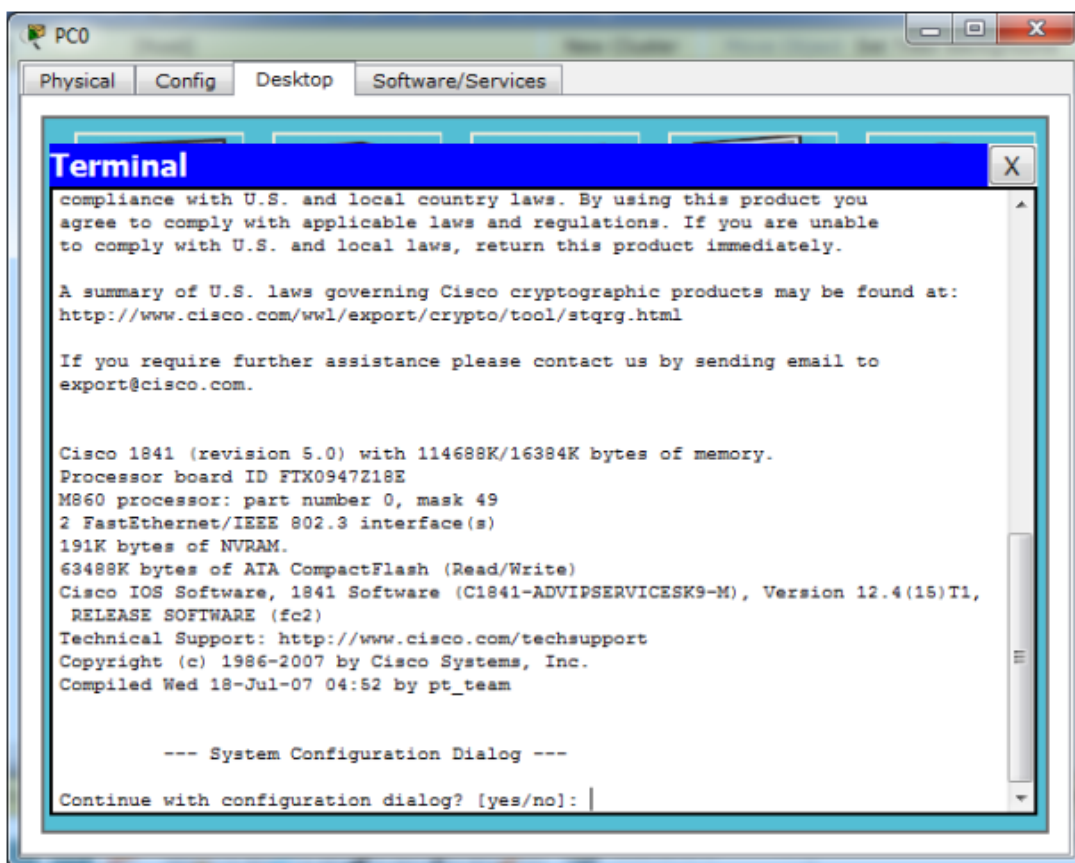 PC0
Physical Config Desktop Software/Services
Terminal X
compliance with U.S. and local country laws. By using this product you
agree to comply with applicable laws and regulations. If you are unable
to comply with U.S. and local laws, return this product immediately.
A summary of U.S. laws governing Cisco cryptographic products may be found at:
http://www.cisco.com/wwl/export/crypto/tool/stqrg.html
If you require further assistance please contact us by sending email to
export@cisco.com.
Cisco 1841 (revision 5.0) with 114688K/16384K bytes of memory.
Processor board ID FTX0947Z18E
M860 processor: part number 0, mask 49
2 FastEthernet/IEEE 802.3 interface(s)
191K bytes of NVRAM.
63488K bytes of ATA CompactFlash (Read/Write)
Cisco IOS Software, 1841 Software (C1841-ADVIPSERVICESK9-M), Version 12.4(15)T1,
RELEASE SOFTWARE (fc2)
Technical Support: http://www.cisco.com/techsupport
Copyright (c) 1986-2007 by Cisco Systems, Inc.
Compiled Wed 18-Jul-07 04:52 by pt_team
--- System Configuration Dialog ---
Continue with configuration dialog? [yes/no]: